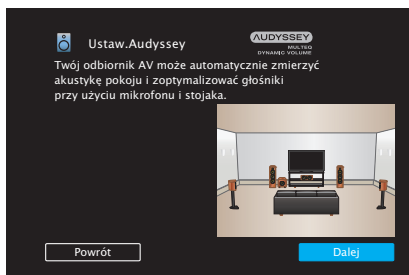 Ustaw.Audyssey
AUDYSSEY
MULTEQ
DYNAMIC VOLUME
Twój odbiornik AV może automatycznie zmierzyć
akustykę pokoju i zoptymalizować głośniki
przy użyciu mikrofonu i stojaka.
Powrót
Dalej